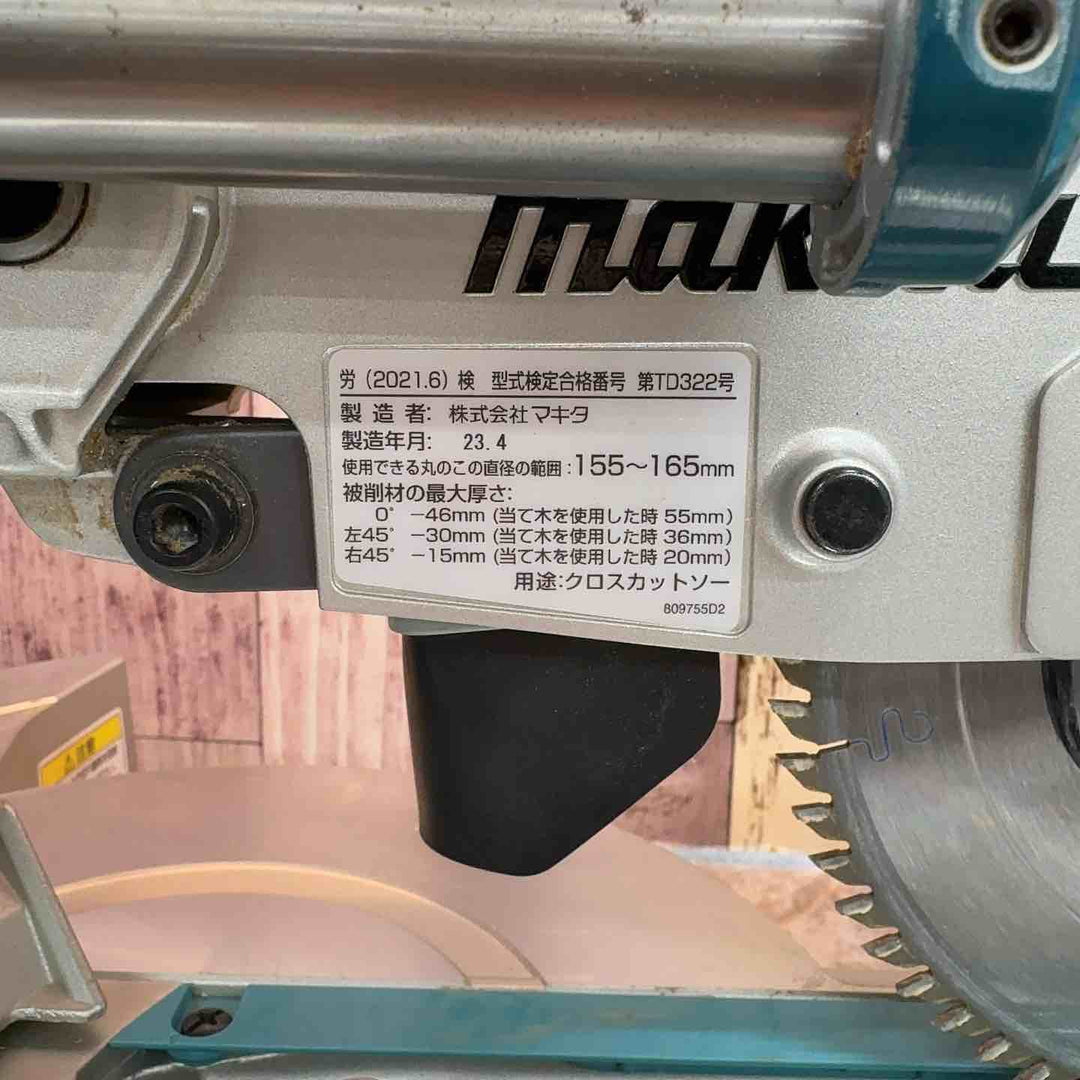 mak
労（2021.6）検　型式検定合格番号　第TD322号
製 造 者: 株式会社マキタ
製造年月:　23. 4
使用できる丸のこの直径の範囲:155～165mm
被削材の最大厚さ:
0° −46mm (当て木を使用した時 55mm)
左45° −30mm (当て木を使用した時 36mm)
右45° −15mm (当て木を使用した時 20mm)
用途:クロスカットソー
809755D2
注意